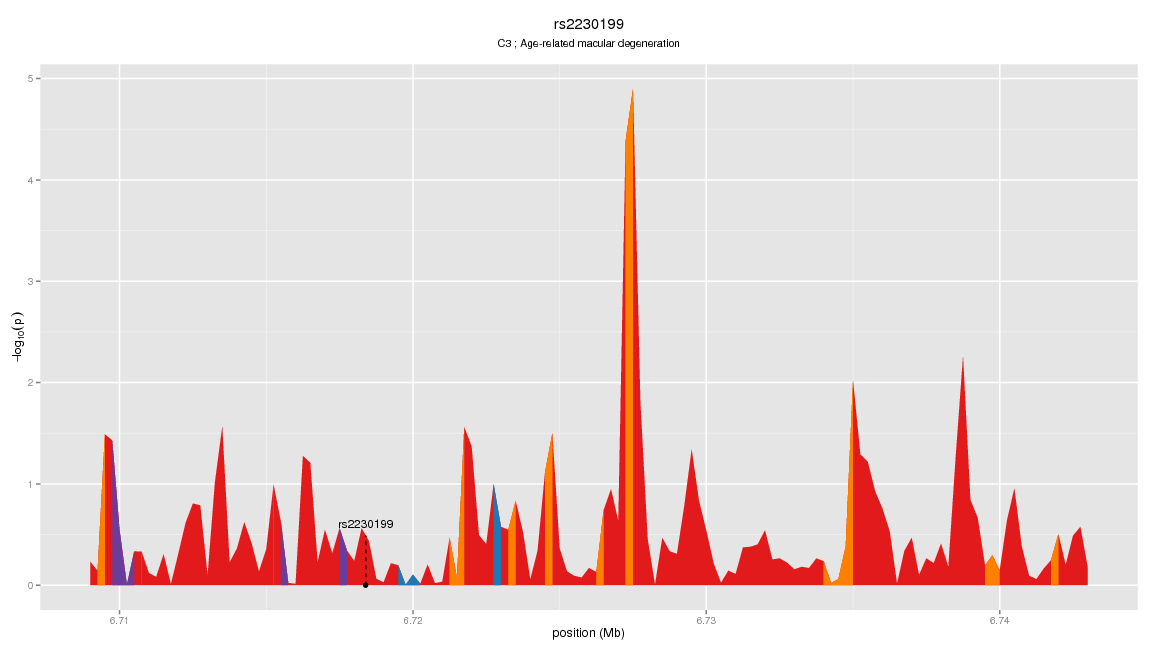 rs2230199
C3 ; Age-related macular degeneration
5
4
3
2
1
0
−log10(p)
rs2230199
6.71
6.72
6.73
6.74
position (Mb)